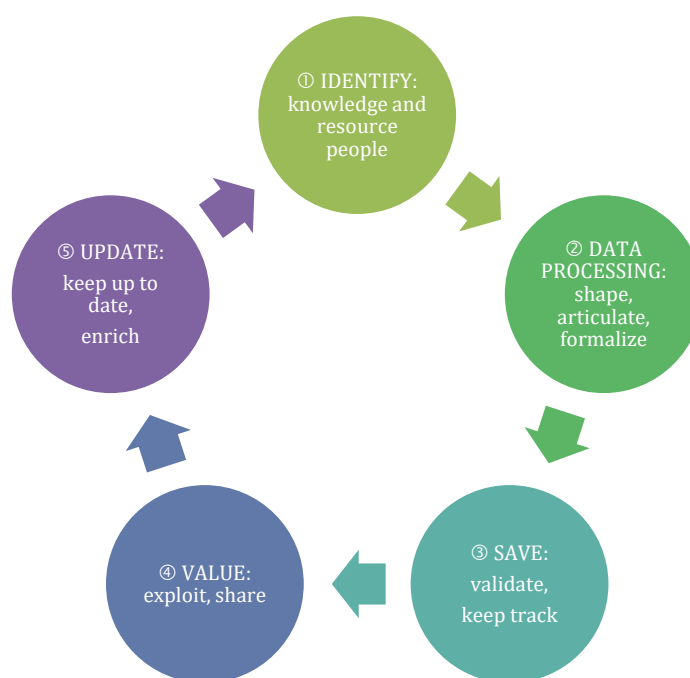 ① IDENTIFY:
knowledge and
resource
people
② DATA
PROCESSING:
shape,
articulate,
formalize
③ SAVE:
validate,
keep track
④ VALUE:
exploit, share
⑤ UPDATE:
keep up to
date,
enrich